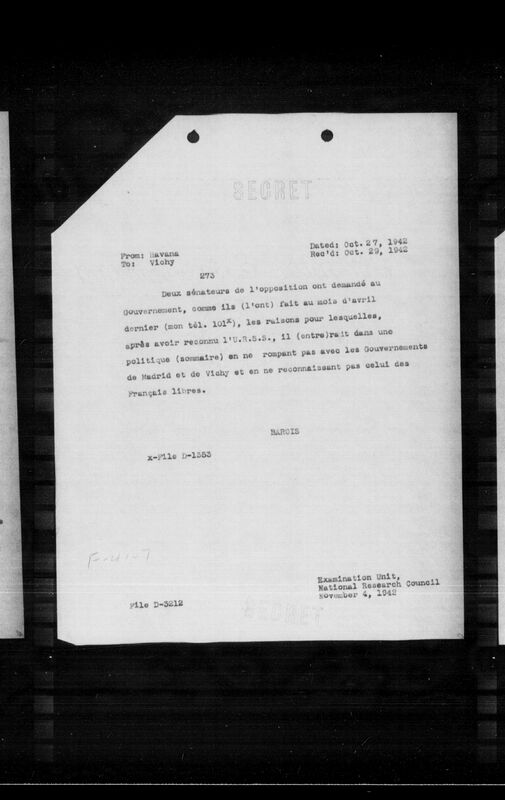 SECRET
From: Havana
To: Vichy
Dated: Oct. 27, 1942
Rec'd: Oct. 29, 1942
273
Deux sénateurs de l'opposition ont demandé au
Gouvernement, comme ils (l'ont) fait au mois d'avril
dernier (mon tél. 101x), les raisons pour lesquelles,
après avoir reconnu l'U.R.S.S., il (entre)rait dans une
politique (sommaire) en ne rompant pas avec les Gouvernements
de Madrid et de Vichy et en ne reconnaissant pas celui des
Français libres.
BAROIS
x-File D-1353
F-41-7
Examination Unit,
National Research Council
November 4, 1942
File D-3212
SECRET